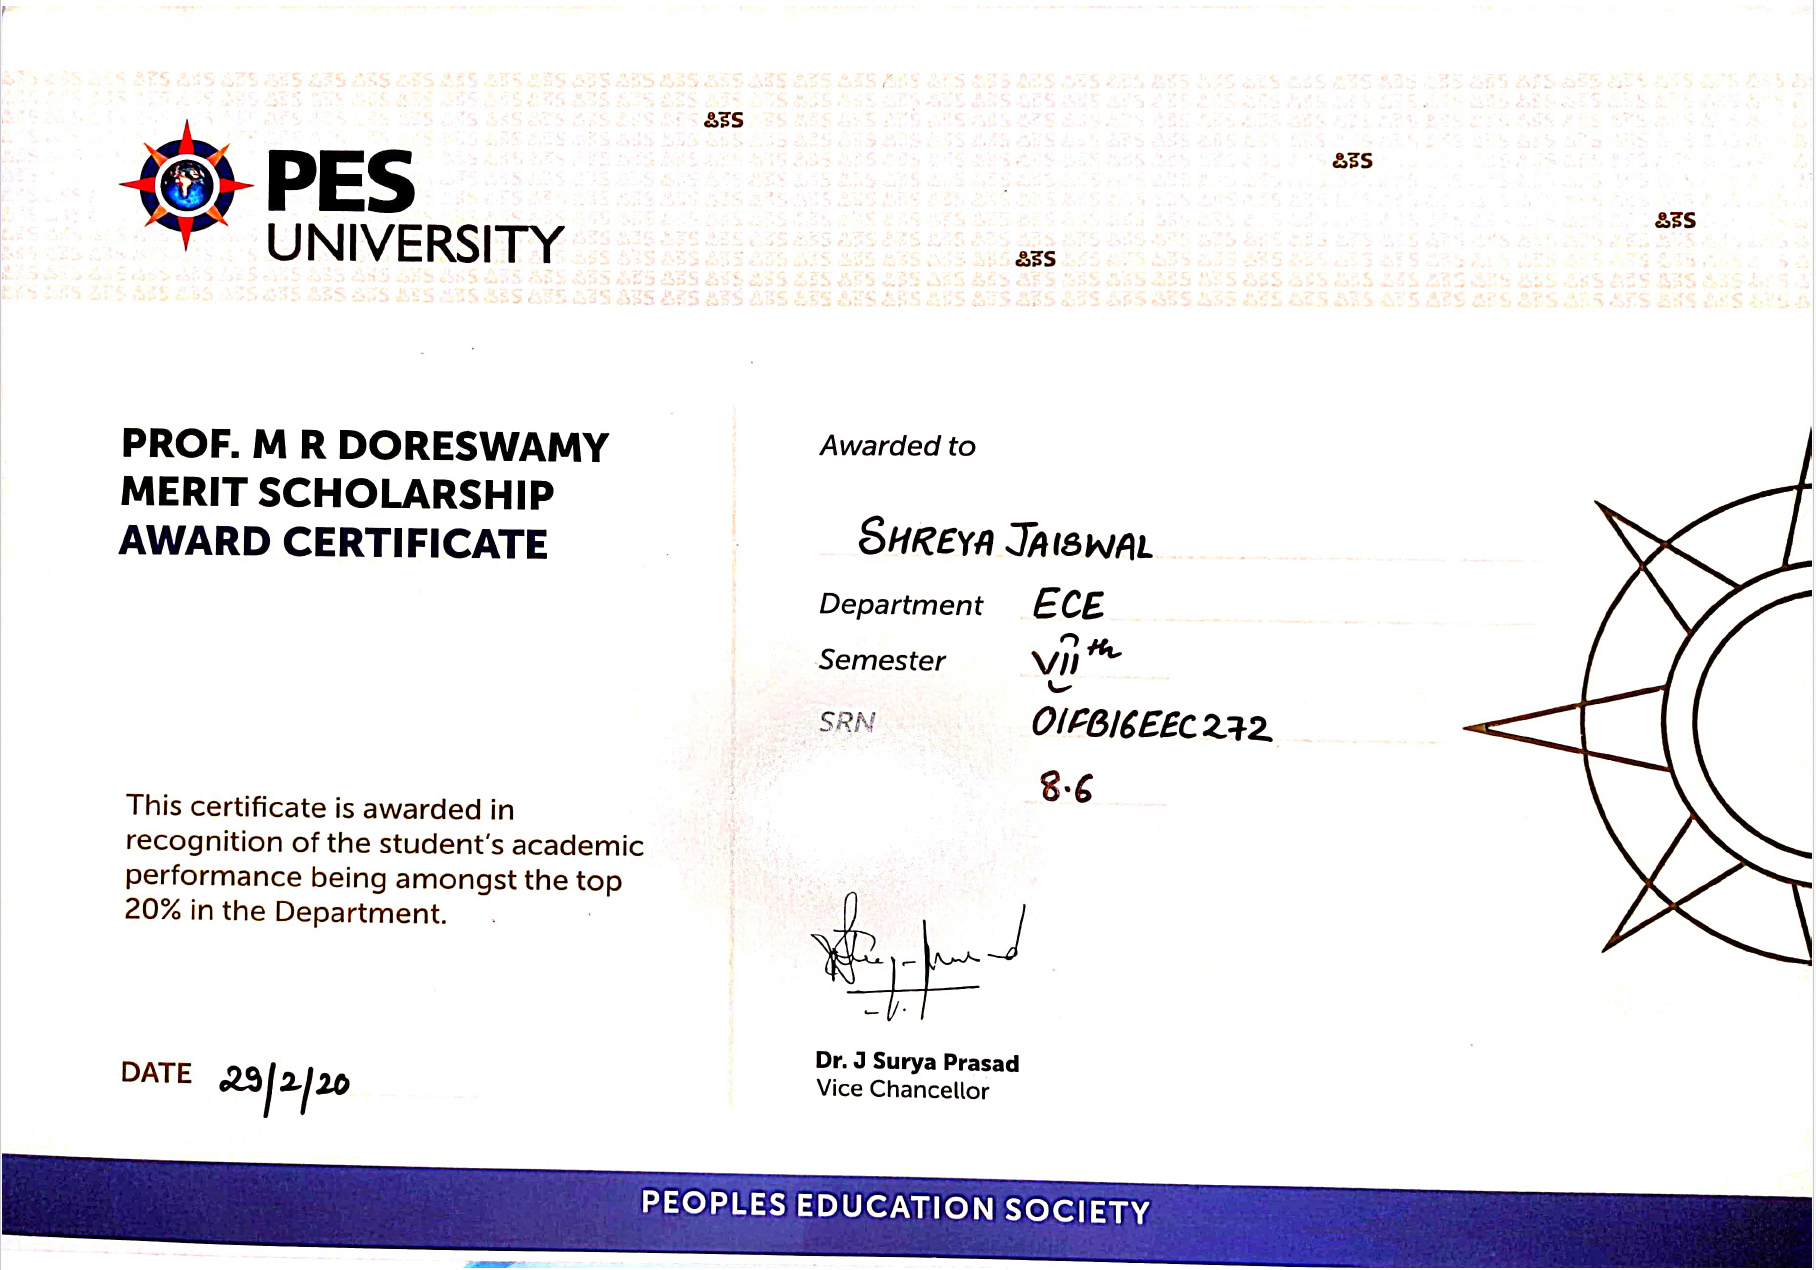 ಪಿಇಎಸ್
PES
UNIVERSITY
PROF. M R DORESWAMY
MERIT SCHOLARSHIP
AWARD CERTIFICATE
This certificate is awarded in
recognition of the student's academic
performance being amongst the top
20% in the Department.
DATE 29/2/20
Awarded to
SHREYA JAISWAL
Department ECE
Semester VIIth
SRN 01FB16EEC272
8.6
Dr. J Surya Prasad
Vice Chancellor
PEOPLES EDUCATION SOCIETY